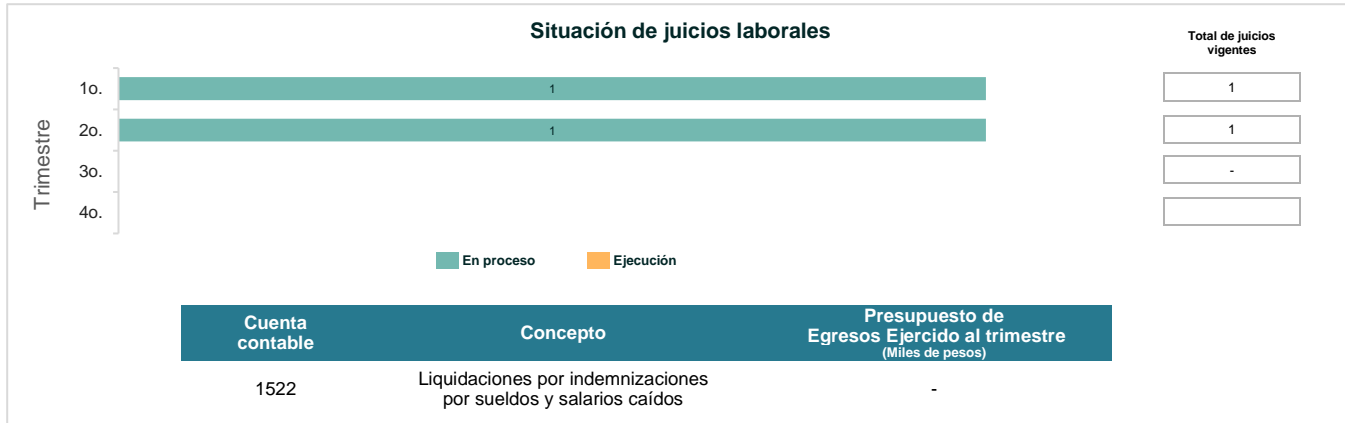 Situación de juicios laborales
Total de juicios
vigentes
Trimestre
1o.
1
1
2o.
1
1
3o.
-
4o.
En proceso
Ejecución
Cuenta
contable
Concepto
Presupuesto de
Egresos Ejercido al trimestre
(Miles de pesos)
1522
Liquidaciones por indemnizaciones
por sueldos y salarios caídos
-